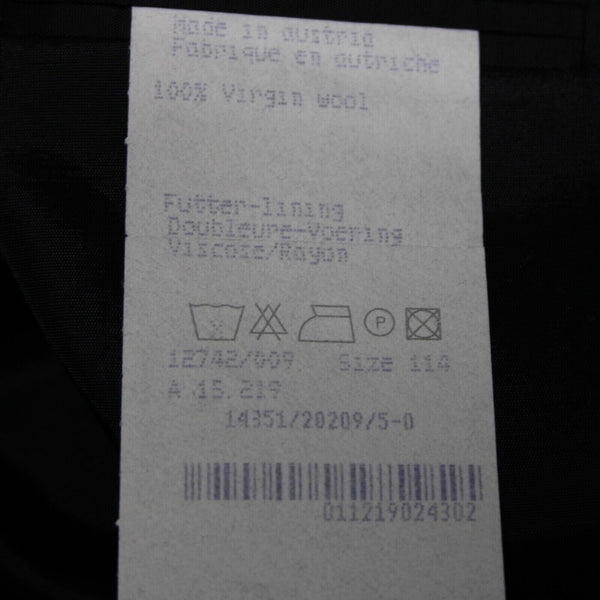 Made in austria
Fabrique en autriche
100% Virgin wool
Futter-lining
Doubleure-Voering
Viscose/Rayon
P
12742/009 Size 114
A 15.219
14351/20209/5-0
011219024302